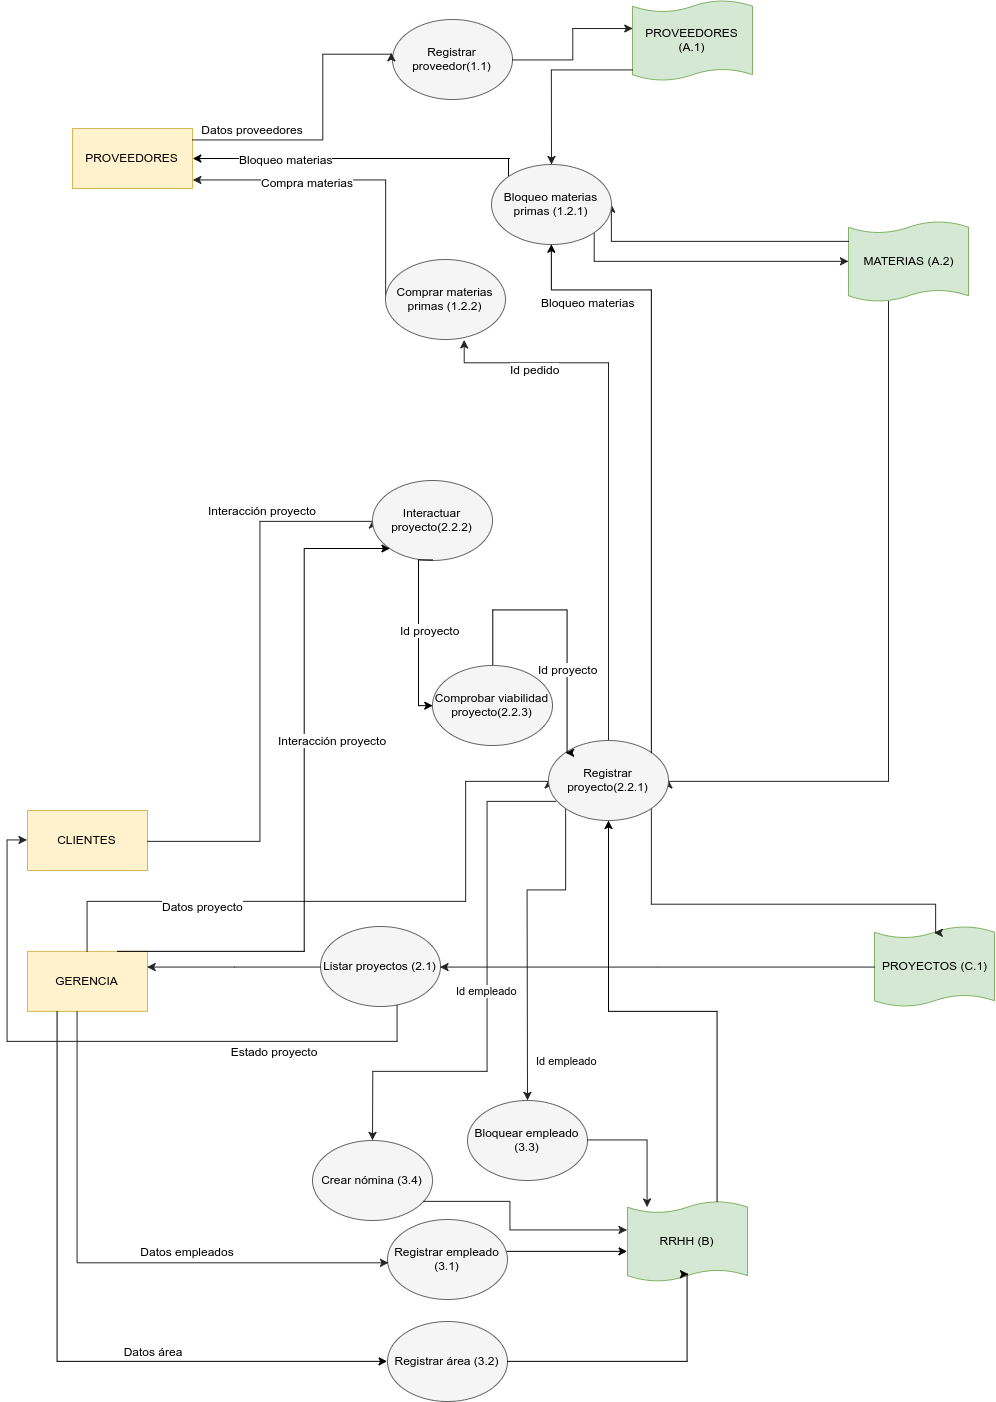 Registrar
proveedor(1.1)
PROVEEDORES
(A.1)
Datos proveedores
PROVEEDORES
Bloqueo materias
Compra materias
Bloqueo materias
primas (1.2.1)
MATERIAS (A.2)
Comprar materias
primas (1.2.2)
Bloqueo materias
Id pedido
Interacción proyecto
Interactuar
proyecto(2.2.2)
Id proyecto
Id proyecto
Comprobar viabilidad
proyecto(2.2.3)
Interacción proyecto
Registrar
proyecto(2.2.1)
CLIENTES
Datos proyecto
GERENCIA
Listar proyectos (2.1)
PROYECTOS (C.1)
Id empleado
Estado proyecto
Id empleado
Bloquear empleado
(3.3)
Crear nómina (3.4)
RRHH (B)
Datos empleados
Registrar empleado
(3.1)
Datos área
Registrar área (3.2)